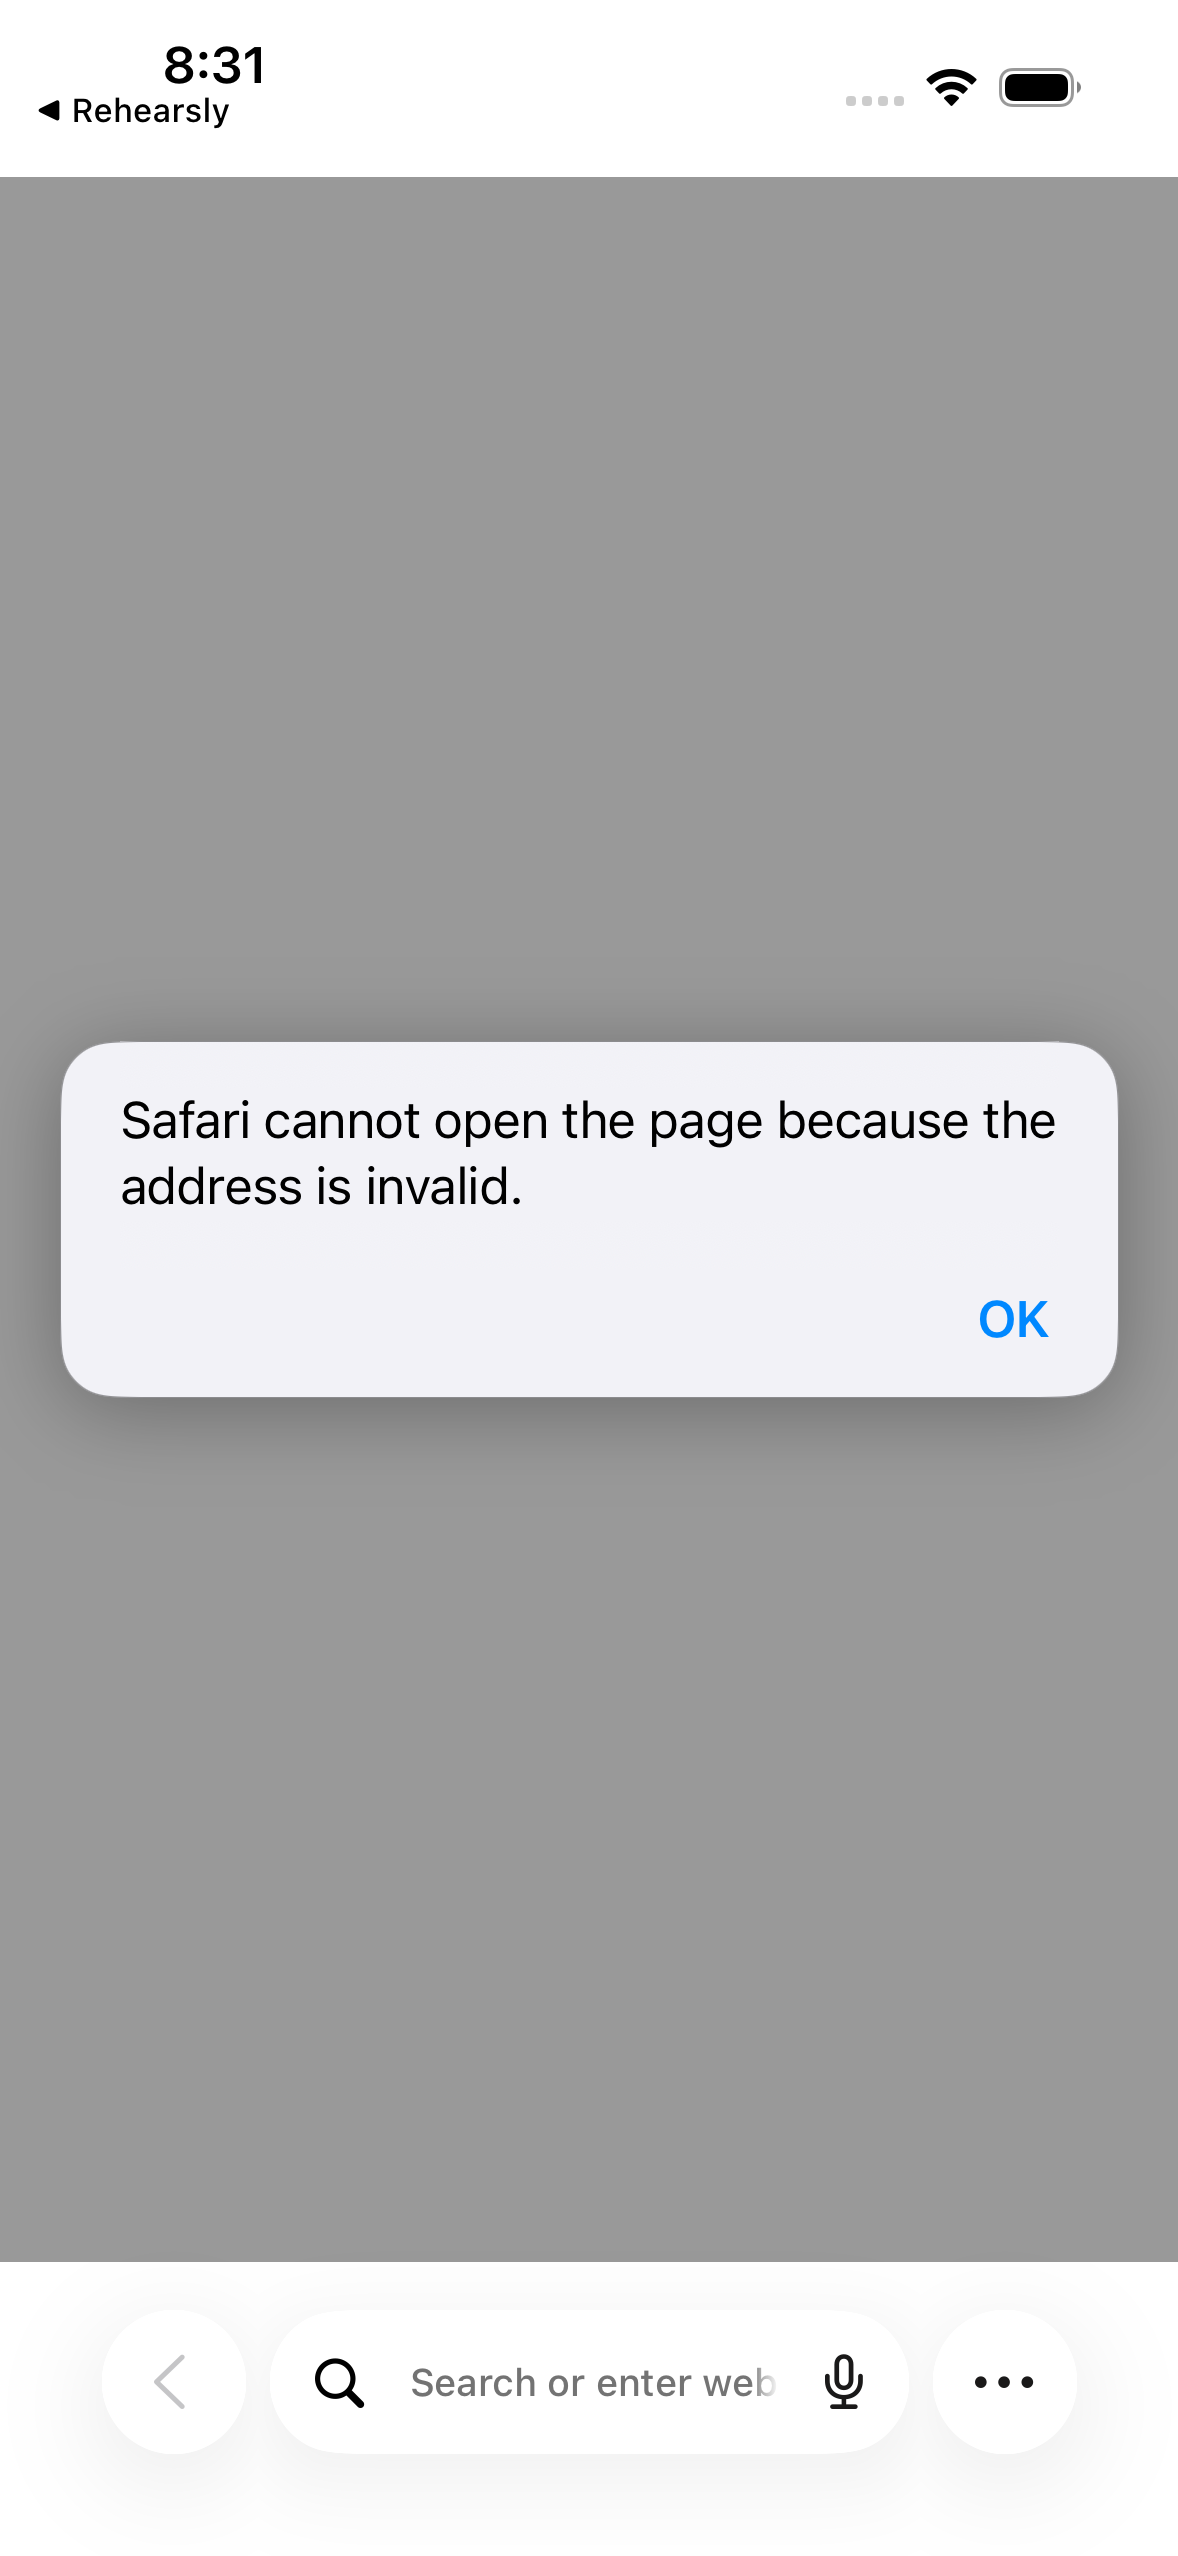 8:31
Rehearsly
Safari cannot open the page because the
address is invalid.
OK
Search or enter web